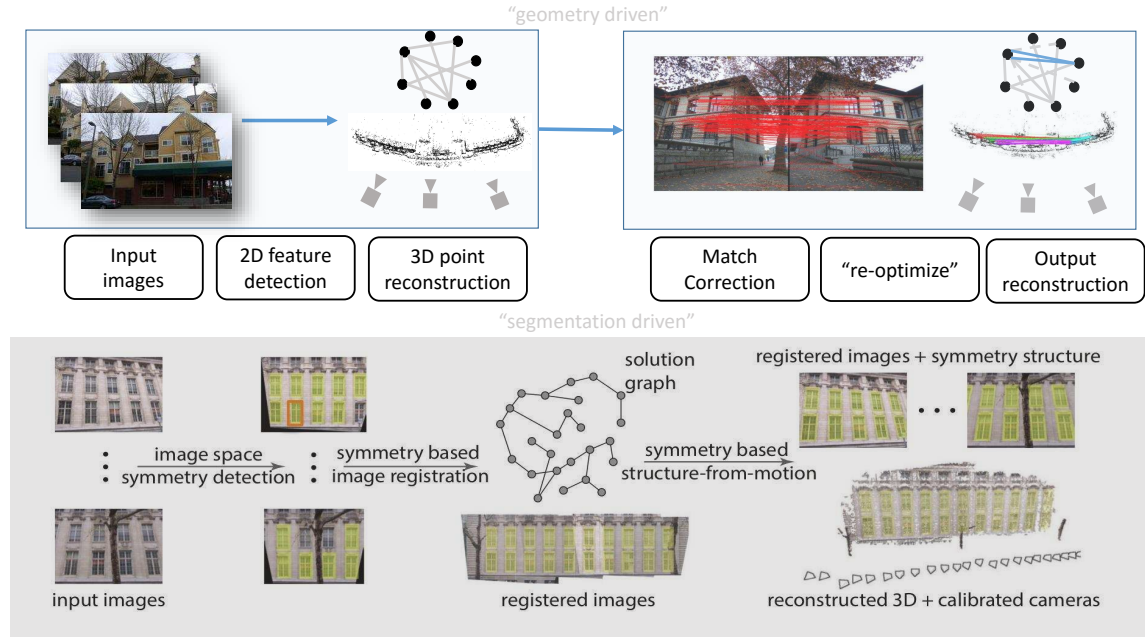 “geometry driven”
Input
images
2D feature
detection
3D point
reconstruction
Match
Correction
“re-optimize”
Output
reconstruction
“segmentation driven”
solution
graph
registered images + symmetry structure
image space
symmetry detection
symmetry based
image registration
symmetry based
structure-from-motion
input images
registered images
reconstructed 3D + calibrated cameras